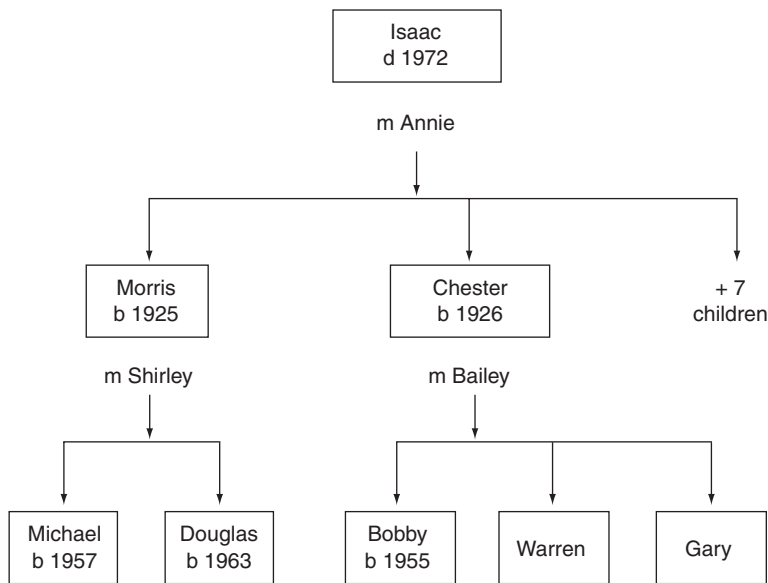 Isaac
d 1972
m Annie
Morris
b 1925
Chester
b 1926
+ 7
children
m Shirley
m Bailey
Michael
b 1957
Douglas
b 1963
Bobby
b 1955
Warren
Gary